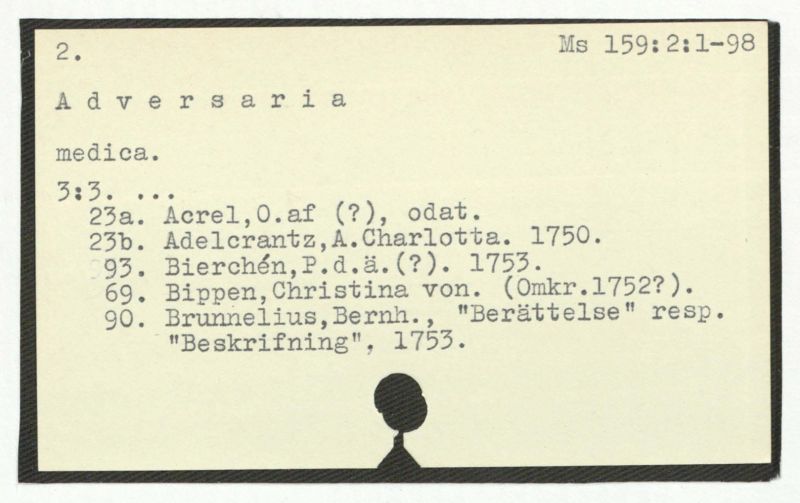 2.
Ms 159:2:1-98
A d v e r s a r i a
medica.
3:3. ...
23a. Acrel,O.af (?), odat.
23b. Adelcrantz,A.Charlotta. 1750.
93. Bierchén,P.d.ä.(?). 1753.
69. Bippen,Christina von. (Omkr.1752?).
90. Brunnelius,Bernh., "Berättelse" resp.
"Beskrifning", 1753.